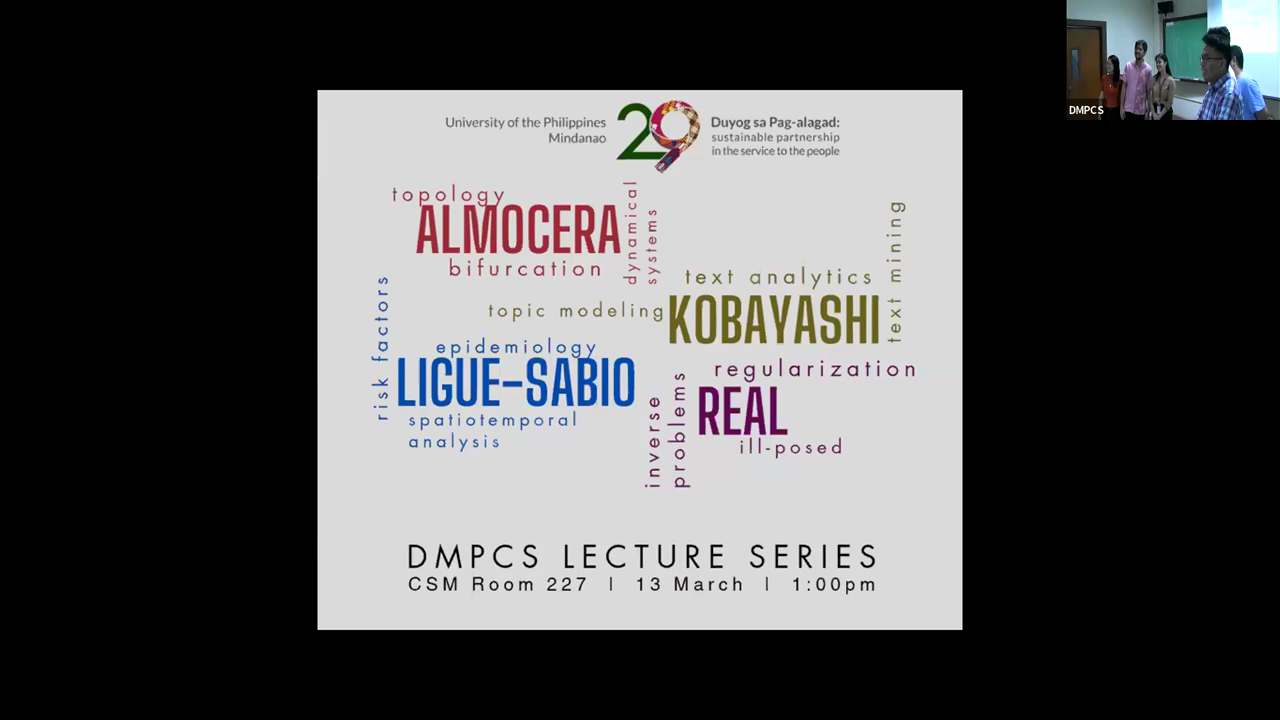 DMPCS
University of the Philippines
Mindanao
29
Duyog sa Pag-alagad:
sustainable partnership
in the service to the people
topology
ALMOCERA
bifurcation
dynamical
systems
text analytics
text mining
topic modeling
KOBAYASHI
risk factors
epidemiology
LIGUE-SABIO
spatiotemporal
analysis
regularization
inverse
problems
REAL
ill-posed
DMPCS LECTURE SERIES
CSM Room 227 | 13 March | 1:00pm